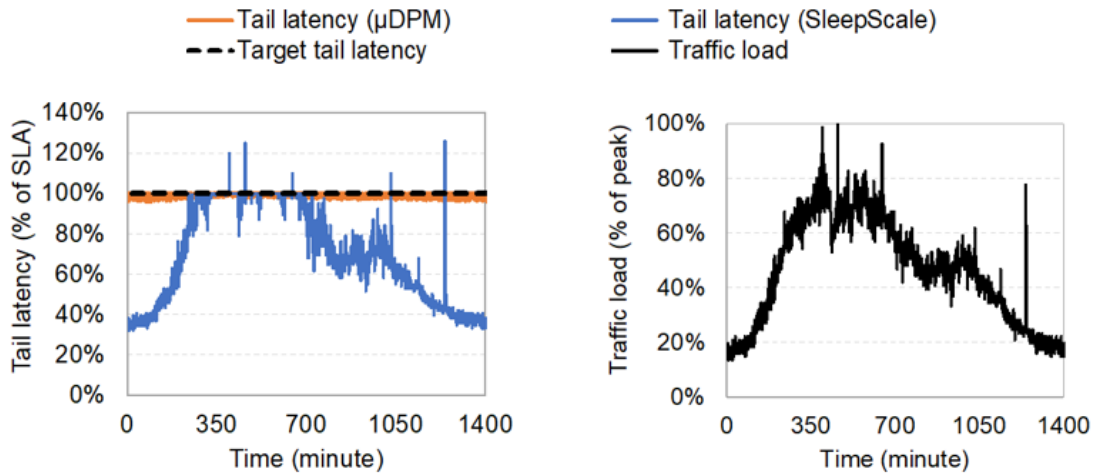 Tail latency (µDPM)
Tail latency (SleepScale)
Target tail latency
Traffic load
Tail latency (% of SLA)
140%
120%
100%
80%
60%
40%
20%
0%
0 350 700 1050 1400
Time (minute)
Traffic load (% of peak)
100%
80%
60%
40%
20%
0%
0 350 700 1050 1400
Time (minute)